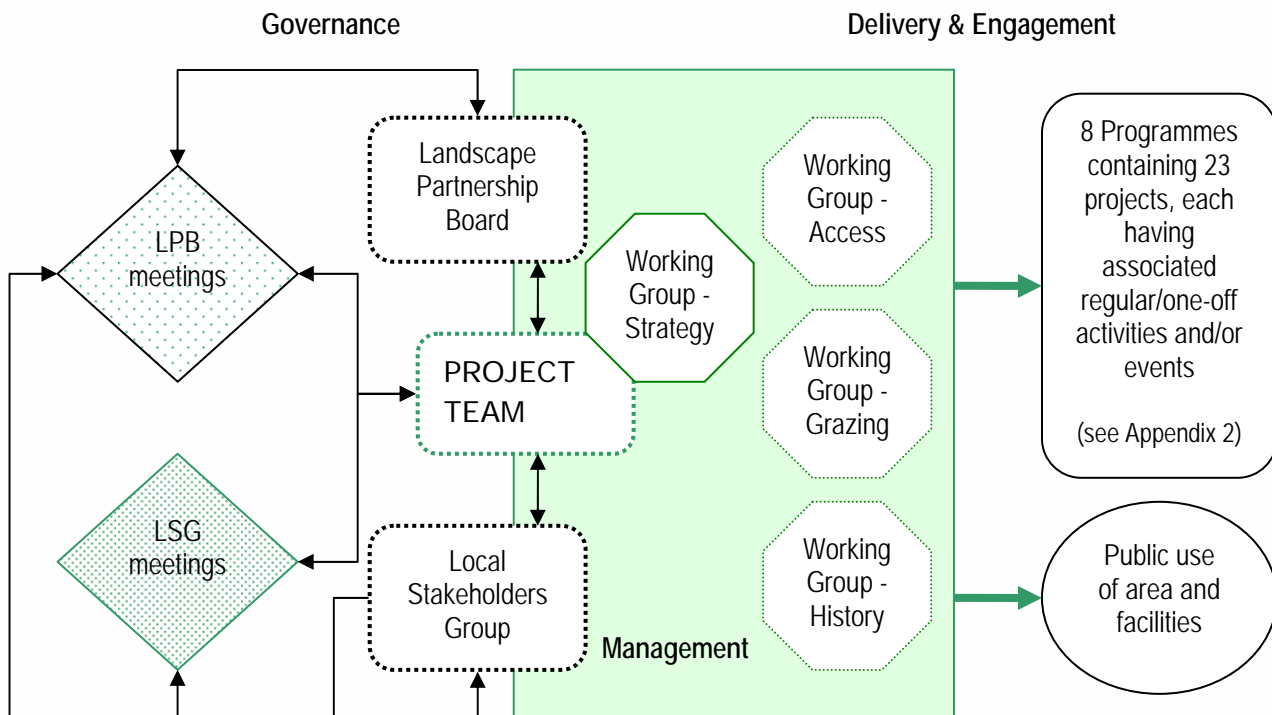 Governance
Delivery & Engagement
LPB
meetings
LSG
meetings
Landscape
Partnership
Board
PROJECT
TEAM
Local
Stakeholders
Group
Working
Group -
Strategy
Working
Group -
Access
Working
Group -
Grazing
Working
Group -
History
Management
8 Programmes
containing 23
projects, each
having
associated
regular/one-off
activities and/or
events
(see Appendix 2)
Public use
of area and
facilities